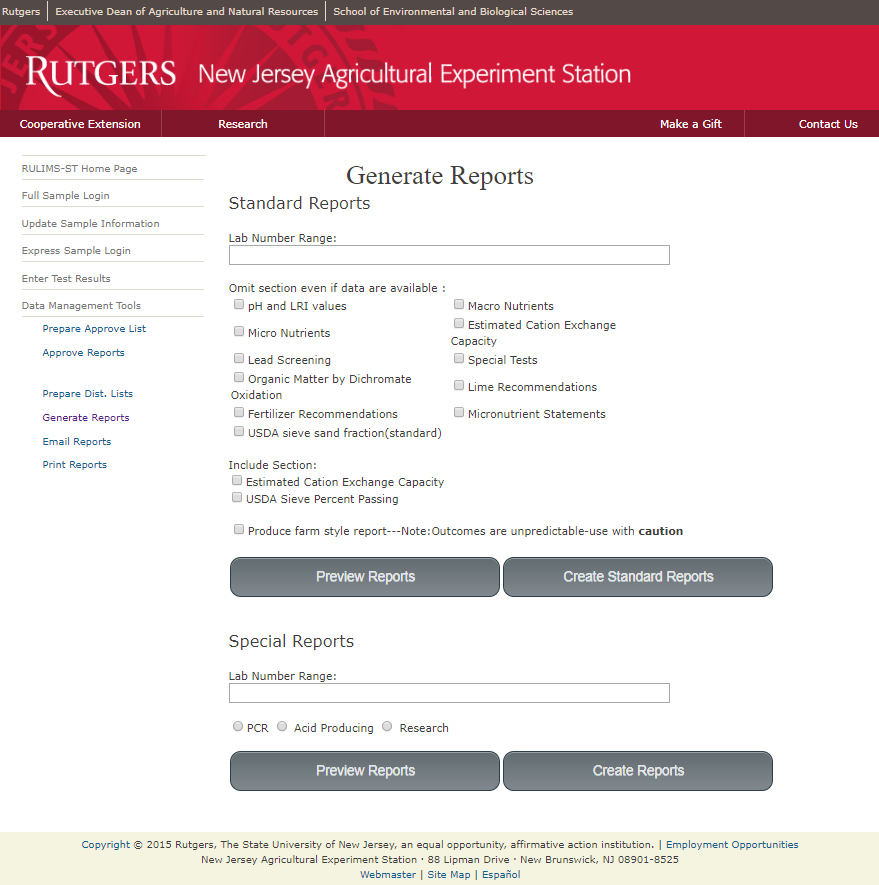 Rutgers | Executive Dean of Agriculture and Natural Resources | School of Environmental and Biological Sciences
RUTGERS New Jersey Agricultural Experiment Station
Cooperative Extension Research Make a Gift Contact Us
RULIMS-ST Home Page
Full Sample Login
Update Sample Information
Express Sample Login
Enter Test Results
Data Management Tools
Prepare Approve List
Approve Reports
Prepare Dist. Lists
Generate Reports
Email Reports
Print Reports
Generate Reports
Standard Reports
Lab Number Range:
Omit section even if data are available :
pH and LRI values Macro Nutrients
Micro Nutrients Estimated Cation Exchange
Capacity
Lead Screening Special Tests
Organic Matter by Dichromate
Oxidation Lime Recommendations
Fertilizer Recommendations Micronutrient Statements
USDA sieve sand fraction(standard)
Include Section:
Estimated Cation Exchange Capacity
USDA Sieve Percent Passing
Produce farm style report---Note:Outcomes are unpredictable-use with caution
Preview Reports Create Standard Reports
Special Reports
Lab Number Range:
PCR Acid Producing Research
Preview Reports Create Reports
Copyright © 2015 Rutgers, The State University of New Jersey, an equal opportunity, affirmative action institution. | Employment Opportunities
New Jersey Agricultural Experiment Station · 88 Lipman Drive · New Brunswick, NJ 08901-8525
Webmaster | Site Map | Español